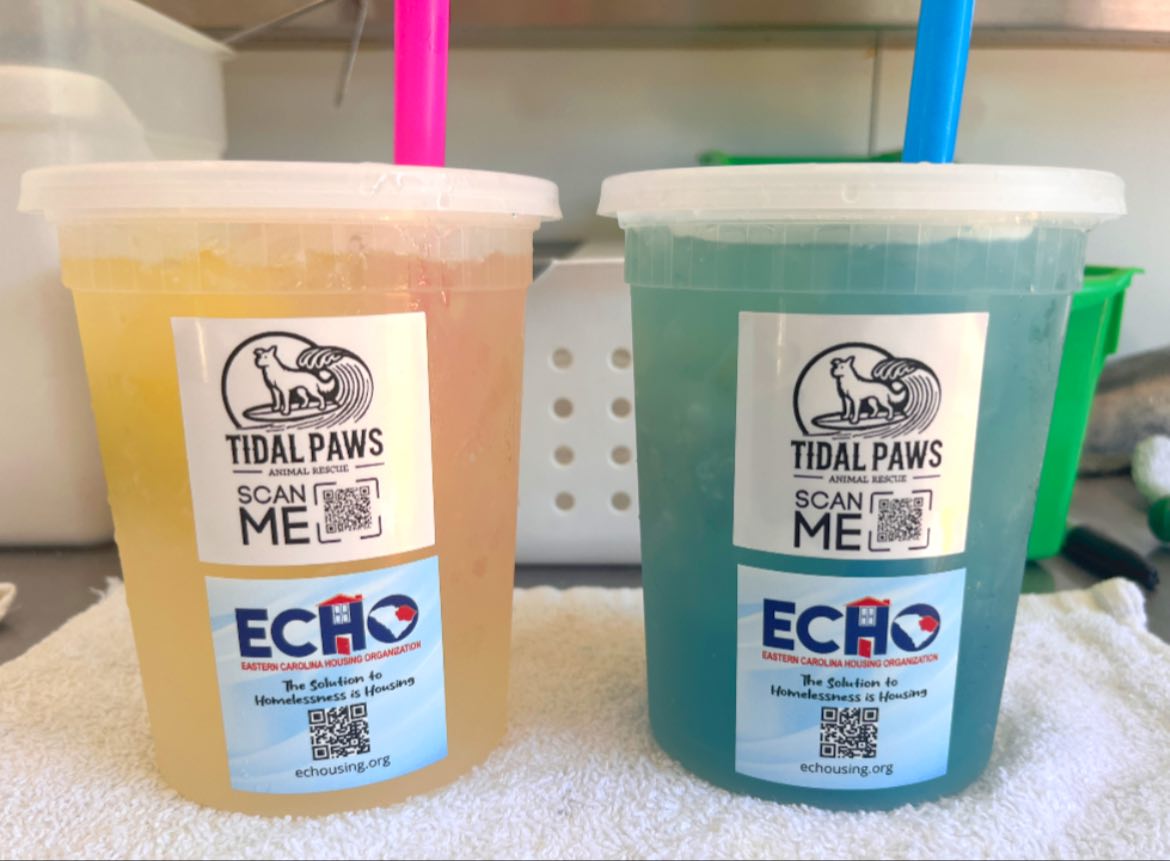 TIDAL PAWS
ANIMAL RESCUE
SCAN
ME
ECHO
EASTERN CAROLINA HOUSING ORGANIZATION
The Solution to
Homelessness is Housing
echousing.org
TIDAL PAWS
ANIMAL RESCUE
SCAN
ME
ECHO
EASTERN CAROLINA HOUSING ORGANIZATION
The Solution to
Homelessness is Housing
echousing.org